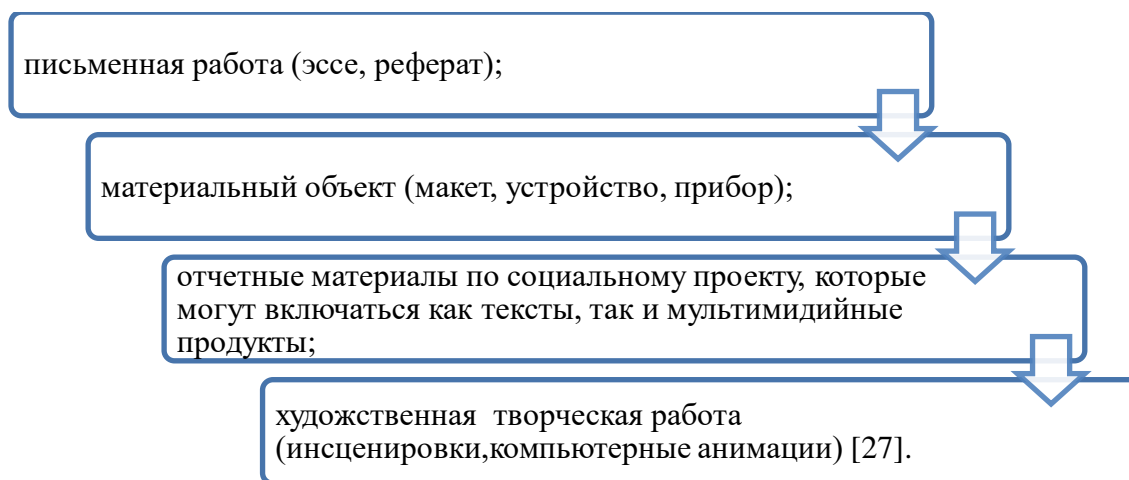 письменная работа (эссе, реферат);
материальный объект (макет, устройство, прибор);
отчетные материалы по социальному проекту, которые
могут включаться как тексты, так и мультимидийные
продукты;
художественная  творческая работа
(инсценировки,компьютерные анимации) [27].